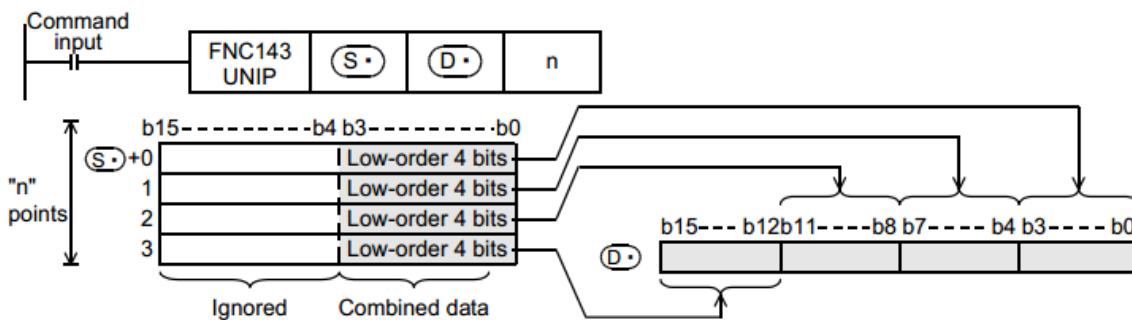 Command
input
FNC143
UNIP
S·
D·
n
b15-----------b4 b3-----------b0
S· +0 Low-order 4 bits
1 Low-order 4 bits
2 Low-order 4 bits
3 Low-order 4 bits
"n"
points
Ignored
Combined data
b15---- b12 b11-----b8 b7---- b4 b3---- b0
D·